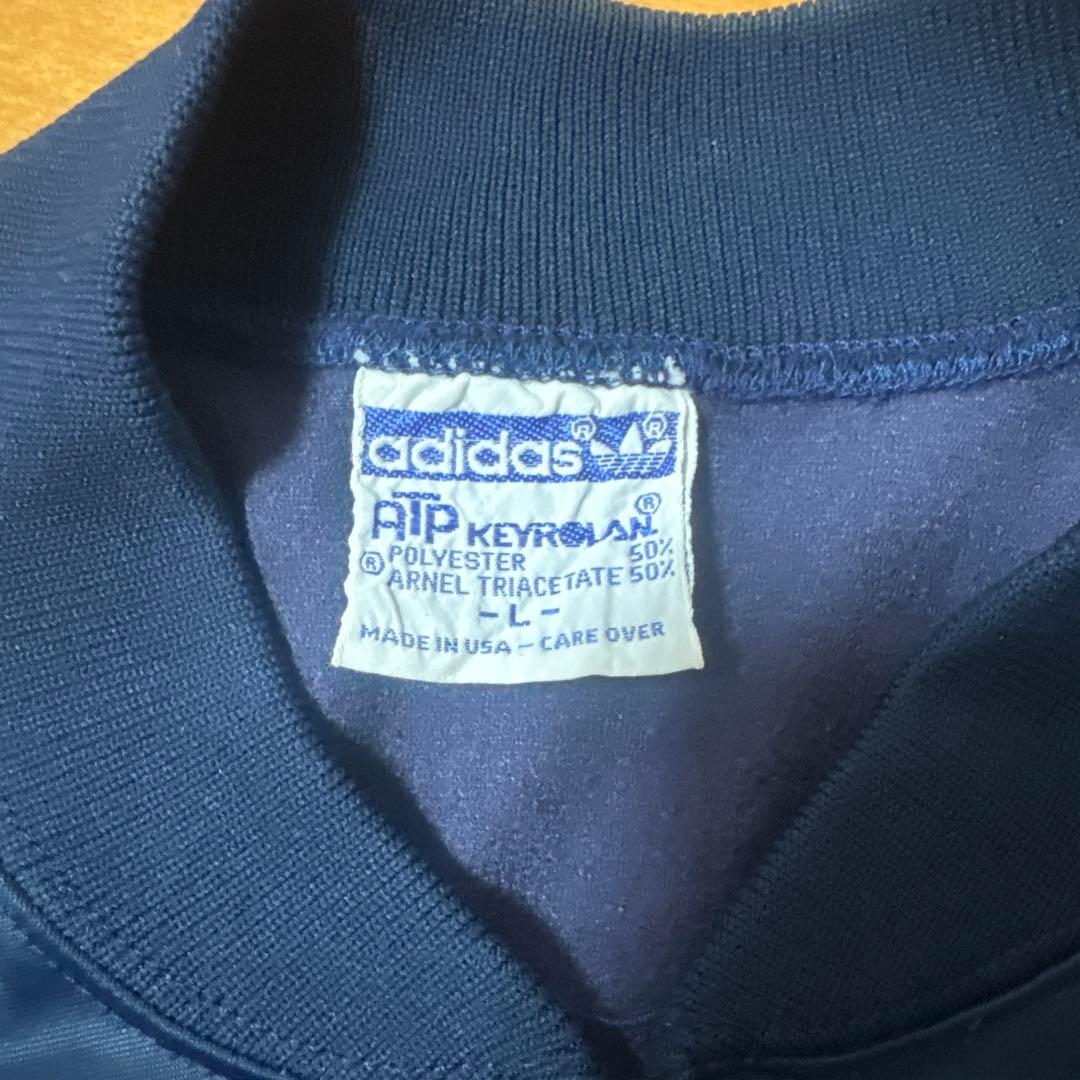 adidas® ®
ATP KEYROLAN®
POLYESTER 50%
® ARNEL TRIACETATE 50%
- L -
MADE IN USA - CARE OVER